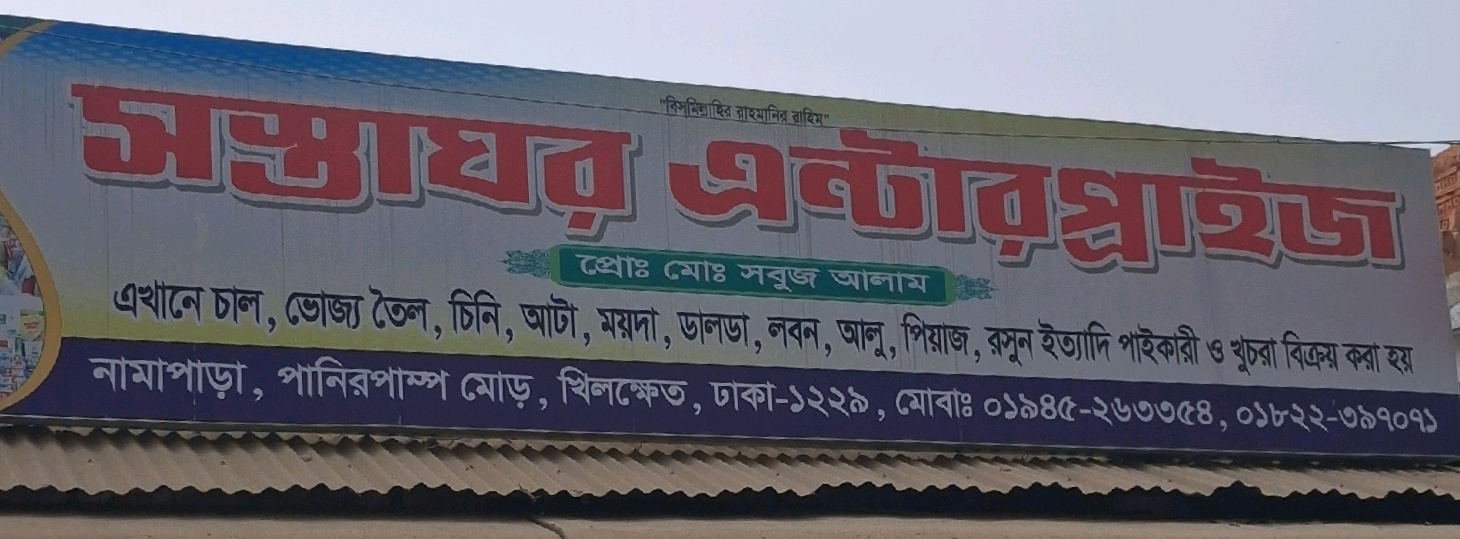 "বিসমিল্লাহির রাহমানির রাহিম"
সস্তাঘর এন্টারপ্রাইজ
প্রোঃ মোঃ সবুজ আলাম
এখানে চাল, ভোজ্য তৈল, চিনি, আটা, ময়দা, ডালডা, লবন, আলু, পিয়াজ, রসুন ইত্যাদি পাইকারী ও খুচরা বিক্রয় করা হয়
নামাপাড়া, পানিরপাম্প মোড়, খিলক্ষেত, ঢাকা-১২২৯, মোবাঃ ০১৯৪৫-২৬৩৩৫৪, ০১৮২২-৩৯৭০৭১